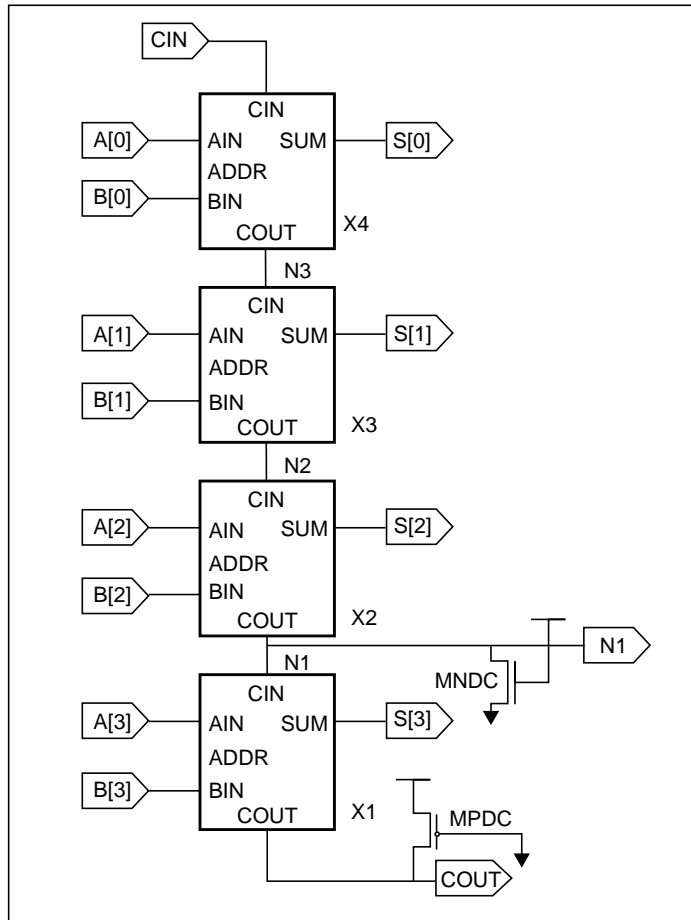 CIN
CIN
A[0] AIN SUM S[0]
ADDR
B[0] BIN
COUT X4
N3
CIN
A[1] AIN SUM S[1]
ADDR
B[1] BIN
COUT X3
N2
CIN
A[2] AIN SUM S[2]
ADDR
B[2] BIN
COUT X2
N1
N1
CIN MNDC
A[3] AIN SUM S[3]
ADDR
B[3] BIN
COUT X1 MPDC
COUT